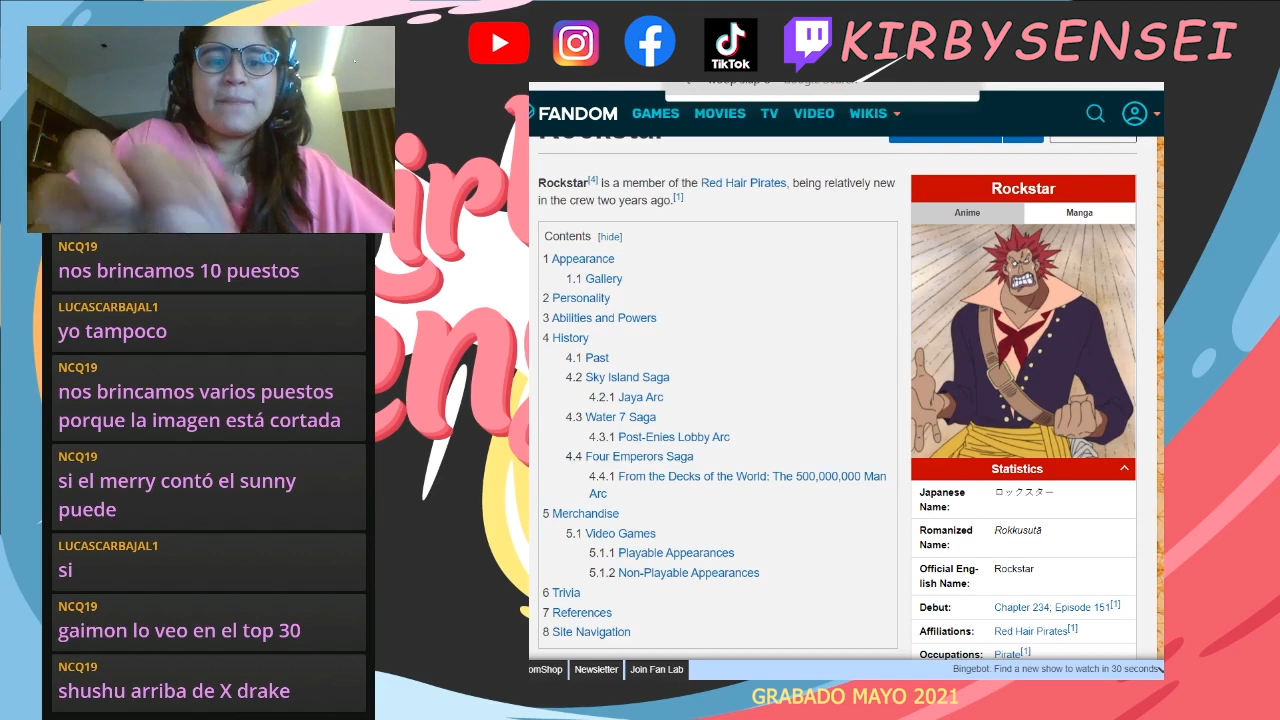 TikTok
KIRBYSENSEI
FANDOM GAMES MOVIES TV VIDEO WIKIS
Rockstar
Rockstar[4] is a member of the Red Hair Pirates, being relatively new
in the crew two years ago.[1]
Contents [hide]
1 Appearance
1.1 Gallery
2 Personality
3 Abilities and Powers
4 History
4.1 Past
4.2 Sky Island Saga
4.2.1 Jaya Arc
4.3 Water 7 Saga
4.3.1 Post-Enies Lobby Arc
4.4 Four Emperors Saga
4.4.1 From the Decks of the World: The 500,000,000 Man
Arc
5 Merchandise
5.1 Video Games
5.1.1 Playable Appearances
5.1.2 Non-Playable Appearances
6 Trivia
7 References
8 Site Navigation
Rockstar
Anime Manga
Statistics
Japanese
Name:
ロックスター
Romanized
Name:
Rokkusutā
Official Eng-
lish Name:
Rockstar
Debut: Chapter 234; Episode 151[1]
Affiliations: Red Hair Pirates[1]
Occupations: Pirate[1]
omShop Newsletter Join Fan Lab
Bingebot: Find a new show to watch in 30 seconds
NCQ19
nos brincamos 10 puestos
LUCASCARBAJAL1
yo tampoco
NCQ19
nos brincamos varios puestos
porque la imagen está cortada
NCQ19
si el merry contó el sunny
puede
LUCASCARBAJAL1
si
NCQ19
gaimon lo veo en el top 30
NCQ19
shushu arriba de X drake
GRABADO MAYO 2021